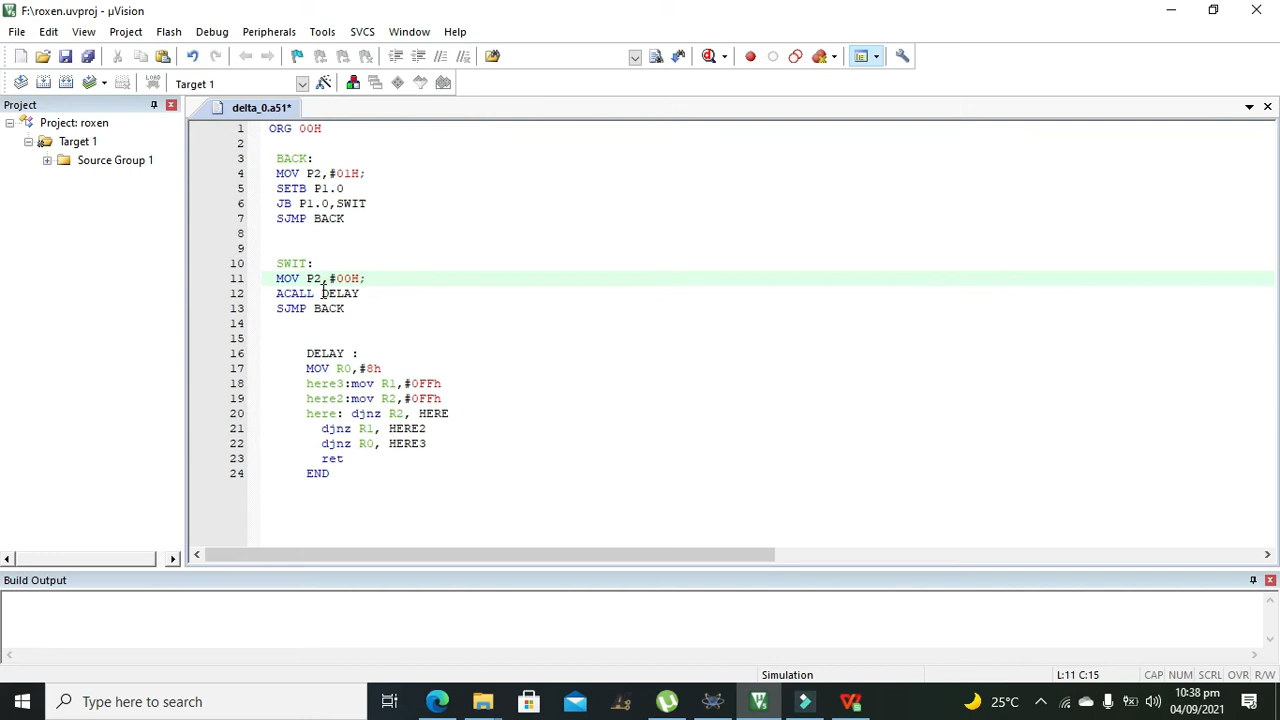 F:\roxen.uvproj - µVision
File Edit View Project Flash Debug Peripherals Tools SVCS Window Help
LOAD Target 1
Project
delta_0.a51*
Project: roxen
Target 1
Source Group 1
1 ORG 00H
2
3 BACK:
4 MOV P2,#01H;
5 SETB P1.0
6 JB P1.0,SWIT
7 SJMP BACK
8
9
10 SWIT:
11 MOV P2,#00H;
12 ACALL DELAY
13 SJMP BACK
14
15
16 DELAY :
17 MOV R0,#8h
18 here3:mov R1,#0FFh
19 here2:mov R2,#0FFh
20 here: djnz R2, HERE
21 djnz R1, HERE2
22 djnz R0, HERE3
23 ret
24 END
Build Output
Simulation L:11 C:15 CAP NUM SCRL OVR R/W
Type here to search
25°C
10:38 pm
04/09/2021